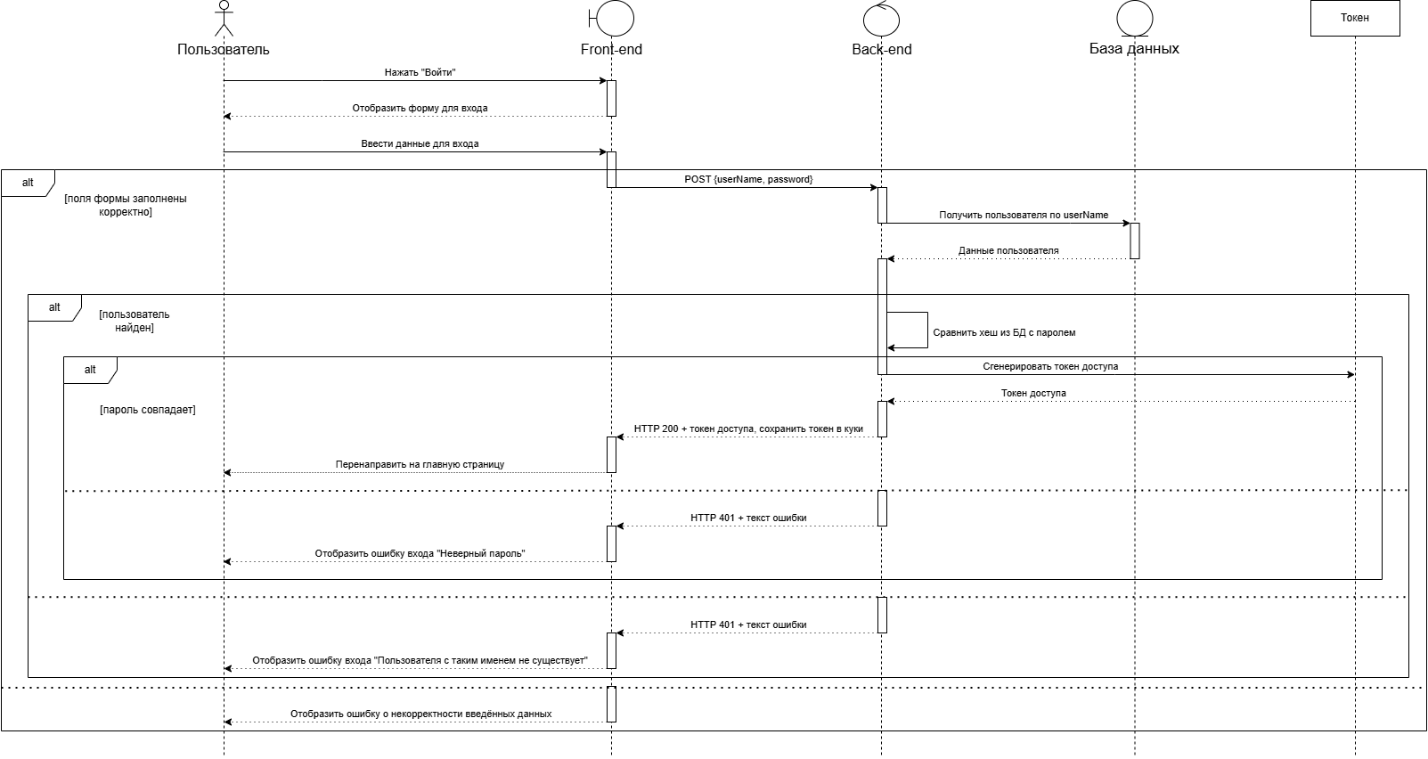 Токен
Пользователь
Front-end
Back-end
База данных
Нажать "Войти"
Отобразить форму для входа
Ввести данные для входа
alt
[поля формы заполнены
корректно]
POST {userName, password}
Получить пользователя по userName
Данные пользователя
alt
[пользователь
найден]
Сравнить хеш из БД с паролем
alt
Сгенерировать токен доступа
Токен доступа
[пароль совпадает]
HTTP 200 + токен доступа, сохранить токен в куки
Перенаправить на главную страницу
HTTP 401 + текст ошибки
Отобразить ошибку входа "Неверный пароль"
HTTP 401 + текст ошибки
Отобразить ошибку входа "Пользователя с таким именем не существует"
Отобразить ошибку о некорректности введённых данных